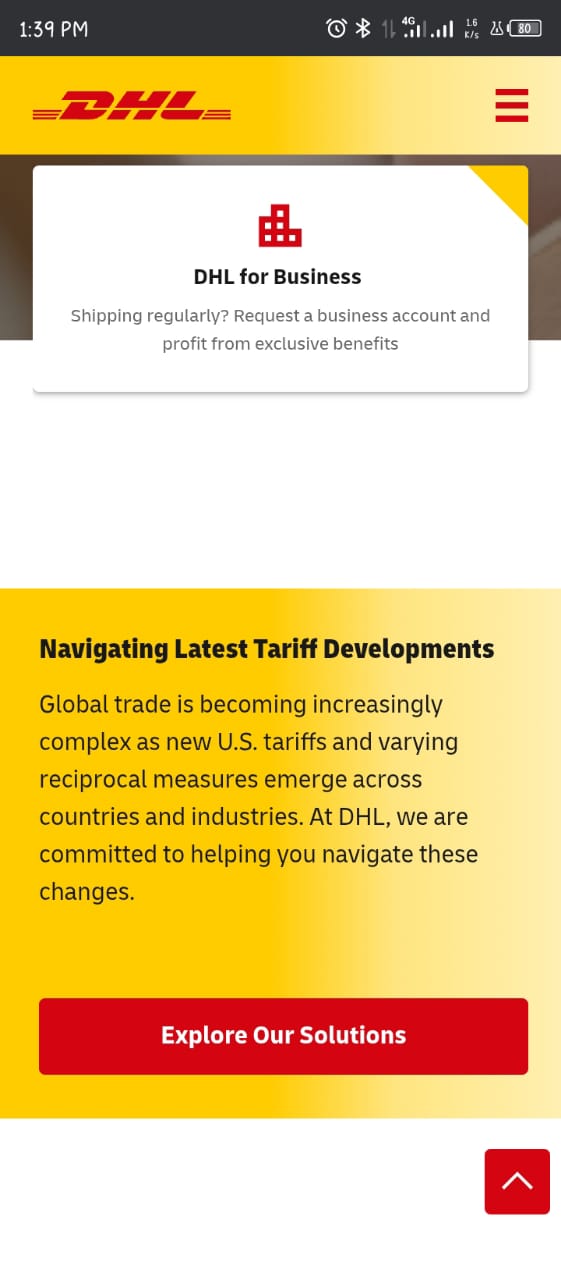 1:39 PM
4G
1.6
K/s
80
DHL
DHL for Business
Shipping regularly? Request a business account and
profit from exclusive benefits
Navigating Latest Tariff Developments
Global trade is becoming increasingly
complex as new U.S. tariffs and varying
reciprocal measures emerge across
countries and industries. At DHL, we are
committed to helping you navigate these
changes.
Explore Our Solutions